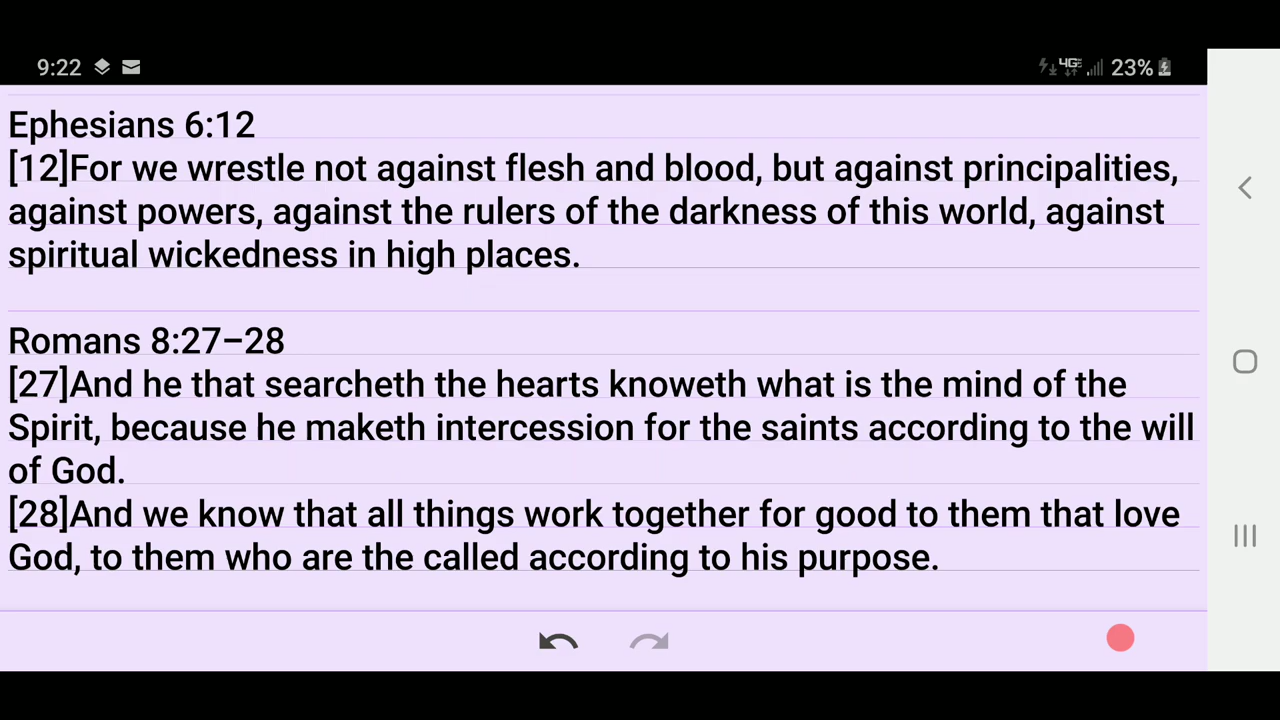 9:22 4G 23%
Ephesians 6:12
[12]For we wrestle not against flesh and blood, but against principalities,
against powers, against the rulers of the darkness of this world, against
spiritual wickedness in high places.
Romans 8:27–28
[27]And he that searcheth the hearts knoweth what is the mind of the
Spirit, because he maketh intercession for the saints according to the will
of God.
[28]And we know that all things work together for good to them that love
God, to them who are the called according to his purpose.